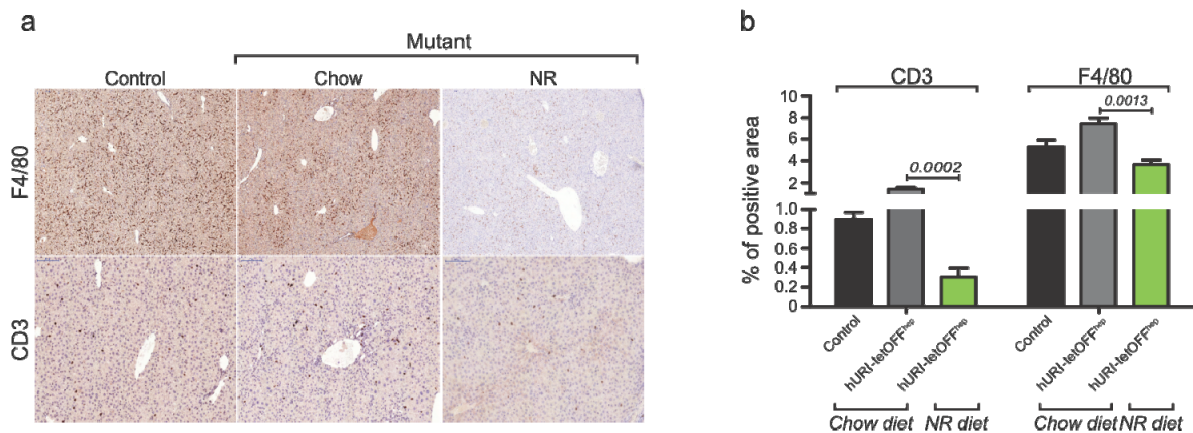 a
Mutant
Control
Chow
NR
F4/80
CD3
b
CD3
F4/80
% of positive area
10
8
6
4
2
1.0
0.8
0.6
0.4
0.2
0
0.0002
0.0013
Control
hURI-tetOFFhep
hURI-tetOFFhep
Control
hURI-tetOFFhep
hURI-tetOFFhep
Chow diet
NR diet
Chow diet
NR diet